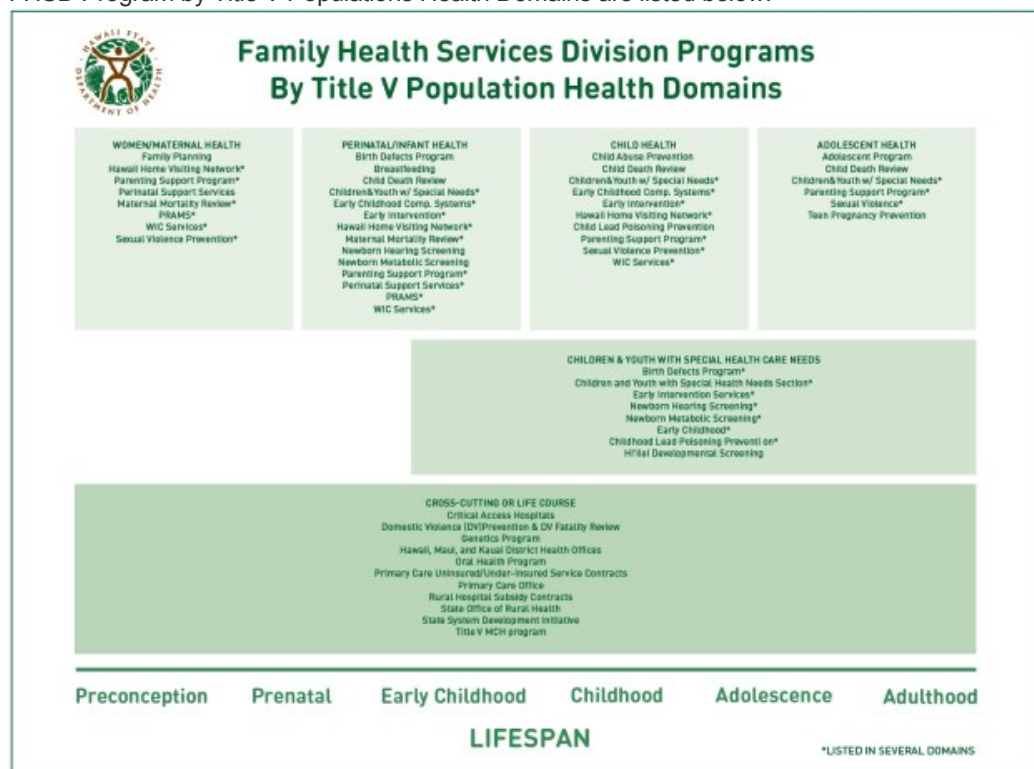 FHSD Program by Title V Populations Health Domains are listed below:
HAWAII STATE
DEPARTMENT OF HEALTH
Family Health Services Division Programs
By Title V Population Health Domains
WOMEN/MATERNAL HEALTH
Family Planning
Hawaii Home Visiting Network*
Parenting Support Program*
Perinatal Support Services
Maternal Mortality Review*
PRAMS*
WIC Services*
Sexual Violence Prevention*
PERINATAL/INFANT HEALTH
Birth Defects Program
Breastfeeding
Child Death Review
Children&Youth w/ Special Needs*
Early Childhood Comp. Systems*
Early Intervention*
Hawaii Home Visiting Network*
Maternal Mortality Review*
Newborn Hearing Screening
Newborn Metabolic Screening
Parenting Support Program*
Perinatal Support Services*
PRAMS*
WIC Services*
CHILD HEALTH
Child Abuse Prevention
Child Death Review
Children&Youth w/ Special Needs*
Early Childhood Comp. Systems*
Early Intervention*
Hawaii Home Visiting Network*
Child Lead Poisoning Prevention
Parenting Support Program*
Sexual Violence Prevention*
WIC Services*
ADOLESCENT HEALTH
Adolescent Program
Child Death Review
Children&Youth w/ Special Needs*
Parenting Support Program*
Sexual Violence*
Teen Pregnancy Prevention
CHILDREN & YOUTH WITH SPECIAL HEALTH CARE NEEDS
Birth Defects Program*
Children and Youth with Special Health Needs Section*
Early Intervention Services*
Newborn Hearing Screening*
Newborn Metabolic Screening*
Early Childhood*
Childhood Lead Poisoning Preventi on*
Hi'ilei Developmental Screening
CROSS-CUTTING OR LIFE COURSE
Critical Access Hospitals
Domestic Violence (DV)Prevention & DV Fatality Review
Genetics Program
Hawaii, Maui, and Kauai District Health Offices
Oral Health Program
Primary Care Uninsured/Under-insured Service Contracts
Primary Care Office
Rural Hospital Subsidy Contracts
State Office of Rural Health
State System Development Initiative
Title V MCH program
Preconception Prenatal Early Childhood Childhood Adolescence Adulthood
LIFESPAN
*LISTED IN SEVERAL DOMAINS